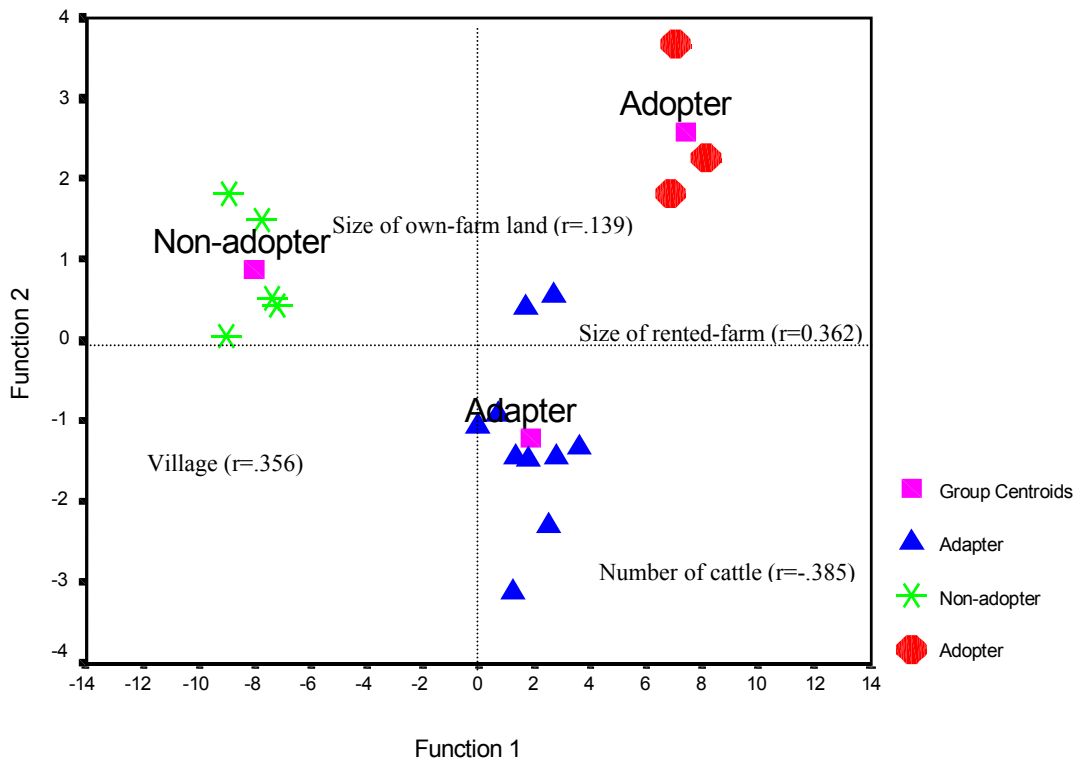 4
3
2
1
0
-1
-2
-3
-4
Function 2
Adopter
Size of own-farm land (r=.139)
Non-adopter
Size of rented-farm (r=0.362)
Adapter
Village (r=.356)
Number of cattle (r=-.385)
Group Centroids
Adapter
Non-adopter
Adopter
-14 -12 -10 -8 -6 -4 -2 0 2 4 6 8 10 12 14
Function 1